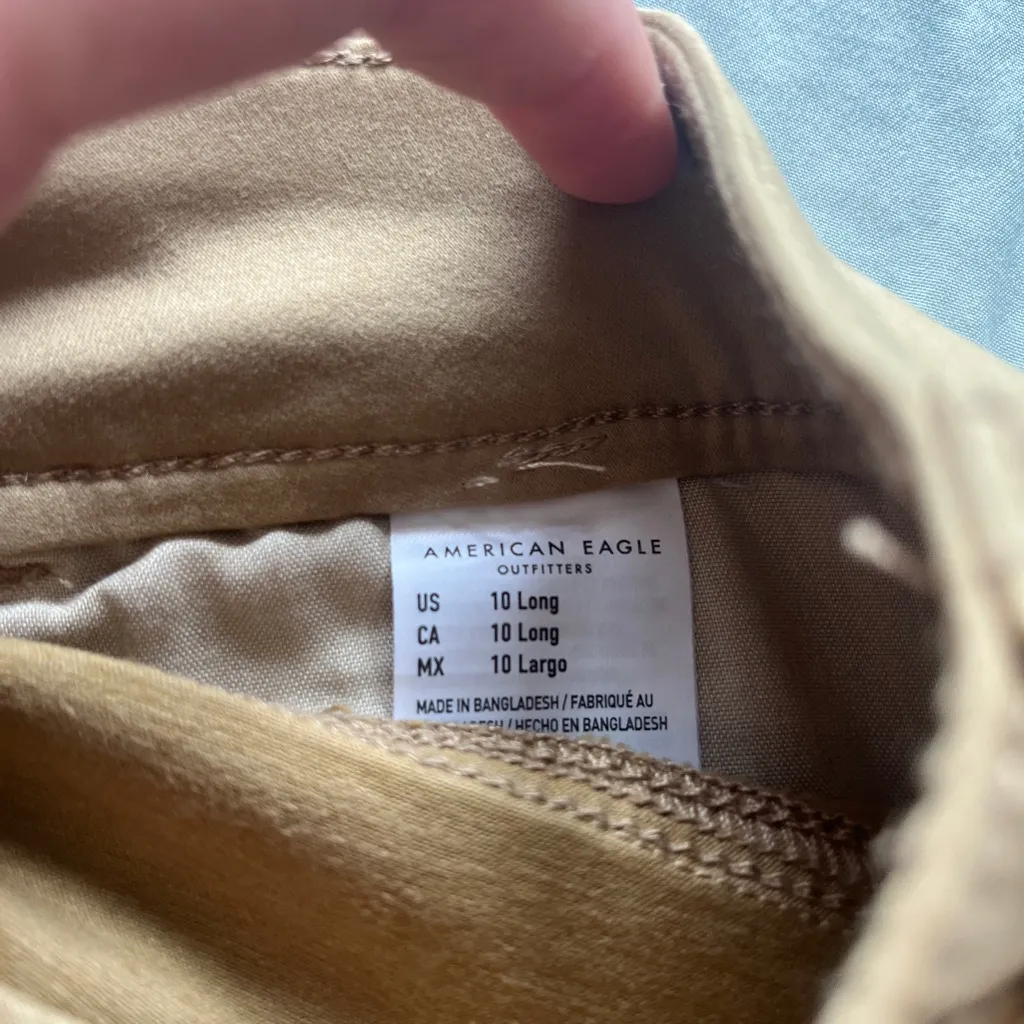 AMERICAN EAGLE
OUTFITTERS
US 10 Long
CA 10 Long
MX 10 Largo
MADE IN BANGLADESH / FABRIQUÉ AU
/ HECHO EN BANGLADESH